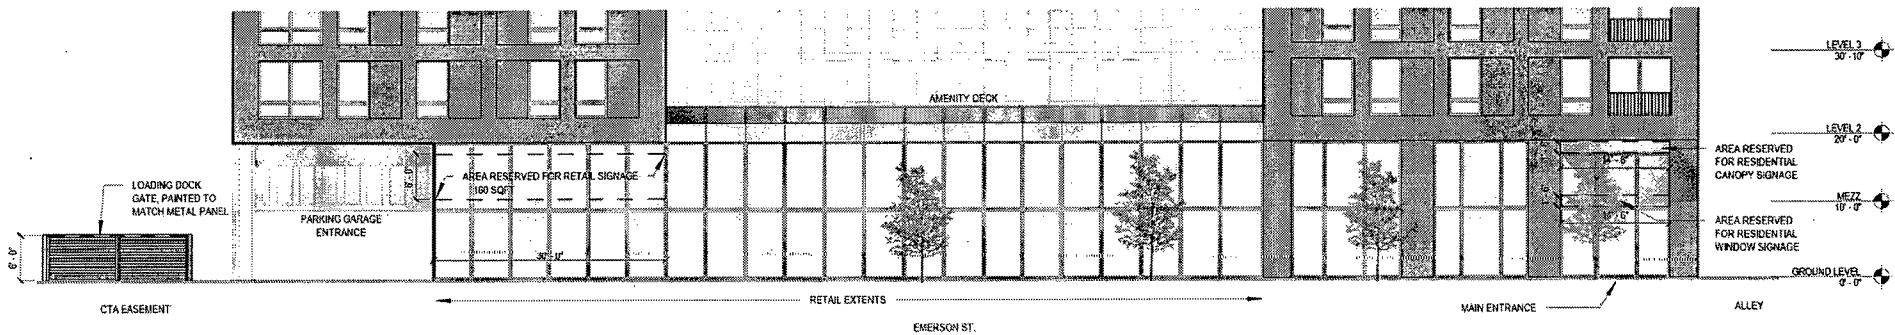 LEVEL 3
30' - 10"
AMENITY DECK
LEVEL 2
20' - 0"
AREA RESERVED
FOR RESIDENTIAL
CANOPY SIGNAGE
AREA RESERVED FOR RETAIL SIGNAGE
160 SQFT
6' - 0"
LOADING DOCK
GATE, PAINTED TO
MATCH METAL PANEL
PARKING GARAGE
ENTRANCE
MEZZ
10' - 0"
AREA RESERVED
FOR RESIDENTIAL
WINDOW SIGNAGE
6' - 0"
30' - 0"
GROUND LEVEL
0' - 0"
CTA EASEMENT
RETAIL EXTENTS
MAIN ENTRANCE
ALLEY
EMERSON ST.